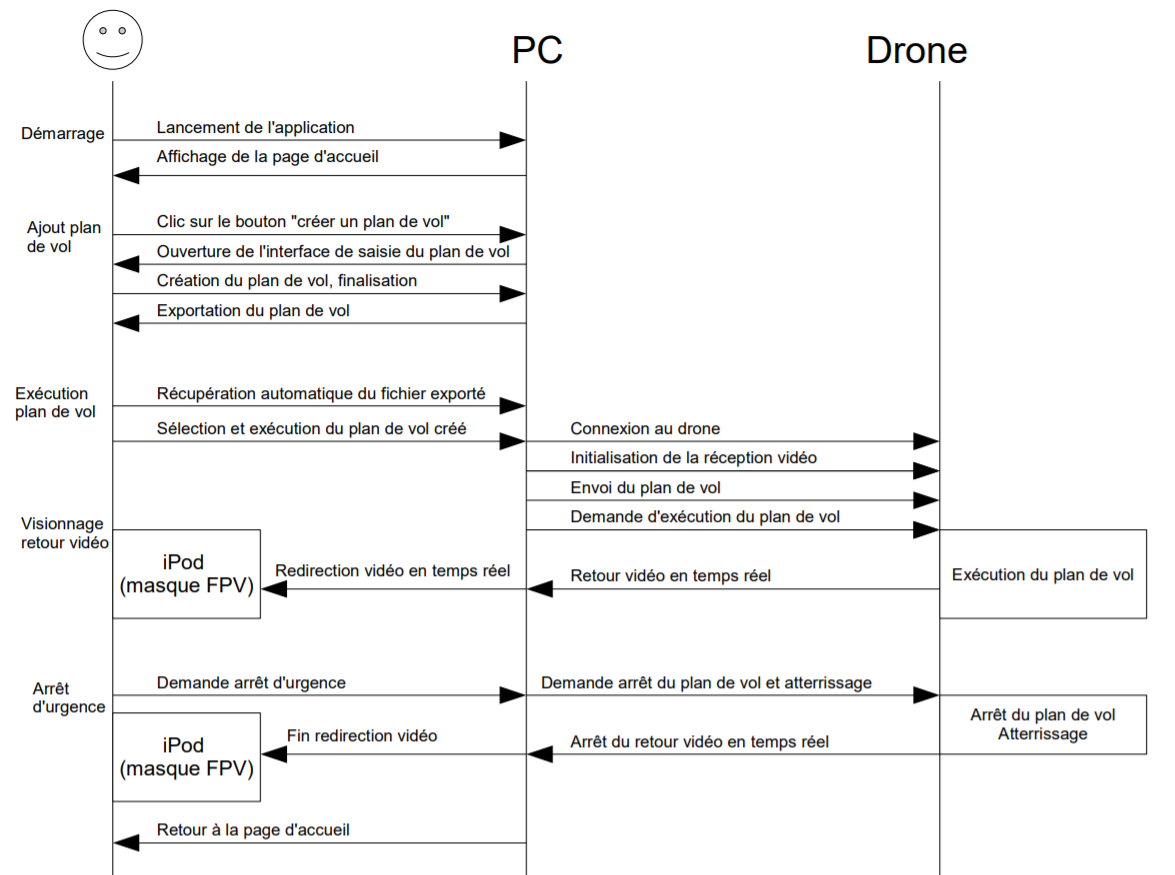 PC
Drone
Démarrage
Lancement de l'application
Affichage de la page d'accueil
Ajout plan
de vol
Clic sur le bouton "créer un plan de vol"
Ouverture de l'interface de saisie du plan de vol
Création du plan de vol, finalisation
Exportation du plan de vol
Exécution
plan de vol
Récupération automatique du fichier exporté
Sélection et exécution du plan de vol créé
Connexion au drone
Initialisation de la réception vidéo
Envoi du plan de vol
Demande d'exécution du plan de vol
Visionnage
retour vidéo
iPod
(masque FPV)
Redirection vidéo en temps réel
Retour vidéo en temps réel
Exécution du plan de vol
Arrêt
d'urgence
Demande arrêt d'urgence
Demande arrêt du plan de vol et atterrissage
Arrêt du plan de vol
Atterrissage
iPod
(masque FPV)
Fin redirection vidéo
Arrêt du retour vidéo en temps réel
Retour à la page d'accueil